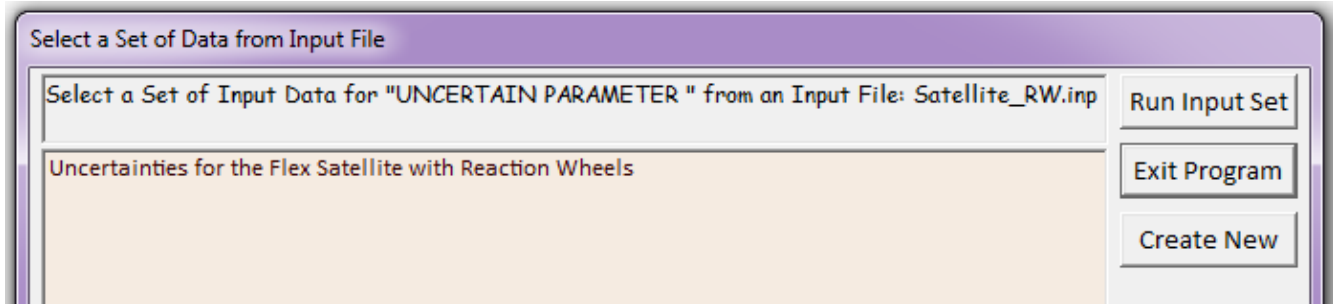 Select a Set of Data from Input File
Select a Set of Input Data for "UNCERTAIN PARAMETER " from an Input File: Satellite_RW.inp
Run Input Set
Uncertainties for the Flex Satellite with Reaction Wheels
Exit Program
Create New